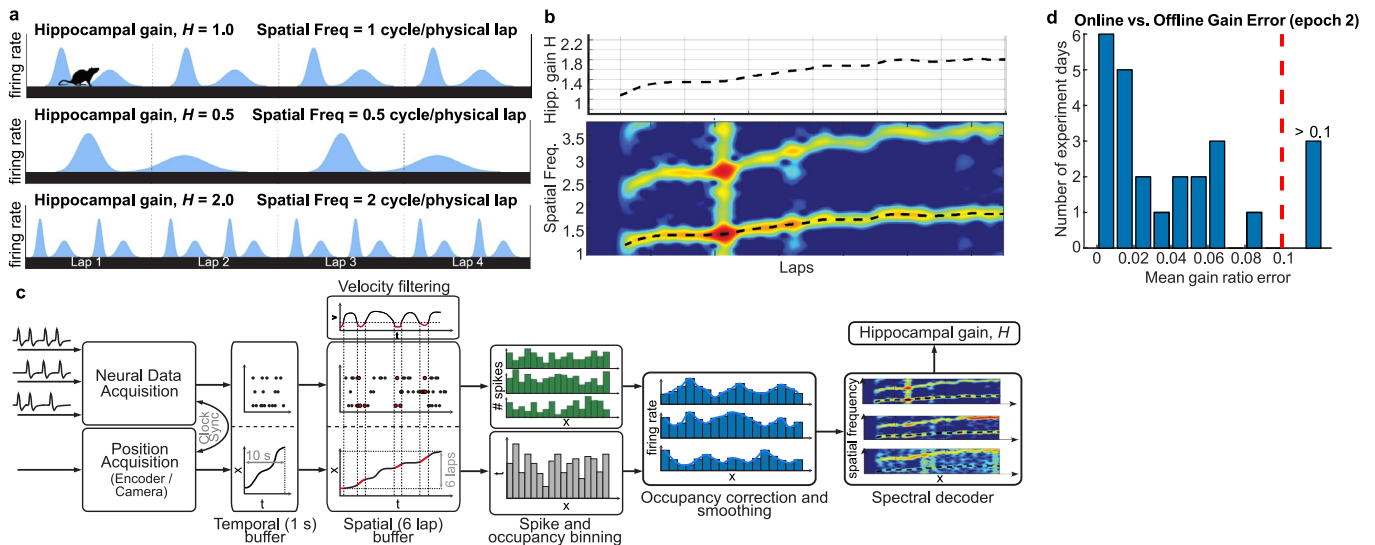 a
Hippocampal gain, H = 1.0 Spatial Freq = 1 cycle/physical lap
firing rate
Hippocampal gain, H = 0.5 Spatial Freq = 0.5 cycle/physical lap
firing rate
Hippocampal gain, H = 2.0 Spatial Freq = 2 cycle/physical lap
firing rate
Lap 1 Lap 2 Lap 3 Lap 4
b
Hipp. gain H
2.2
1.8
1.4
1
Spatial Freq.
3.5
3
2.5
2
1.5
1
Laps
d
Online vs. Offline Gain Error (epoch 2)
Number of experiment days
6
5
4
3
2
1
0
> 0.1
0 0.02 0.04 0.06 0.08 0.1
Mean gain ratio error
c
Neural Data
Acquisition
Clock
Sync
Position
Acquisition
(Encoder /
Camera)
x
10 s
t
Temporal (1 s)
buffer
Velocity filtering
v
t
x
6 laps
t
Spatial (6 lap)
buffer
# spikes
x
t
x
Spike and
occupancy binning
firing rate
x
Occupancy correction and
smoothing
Hippocampal gain, H
spatial frequency
x
Spectral decoder